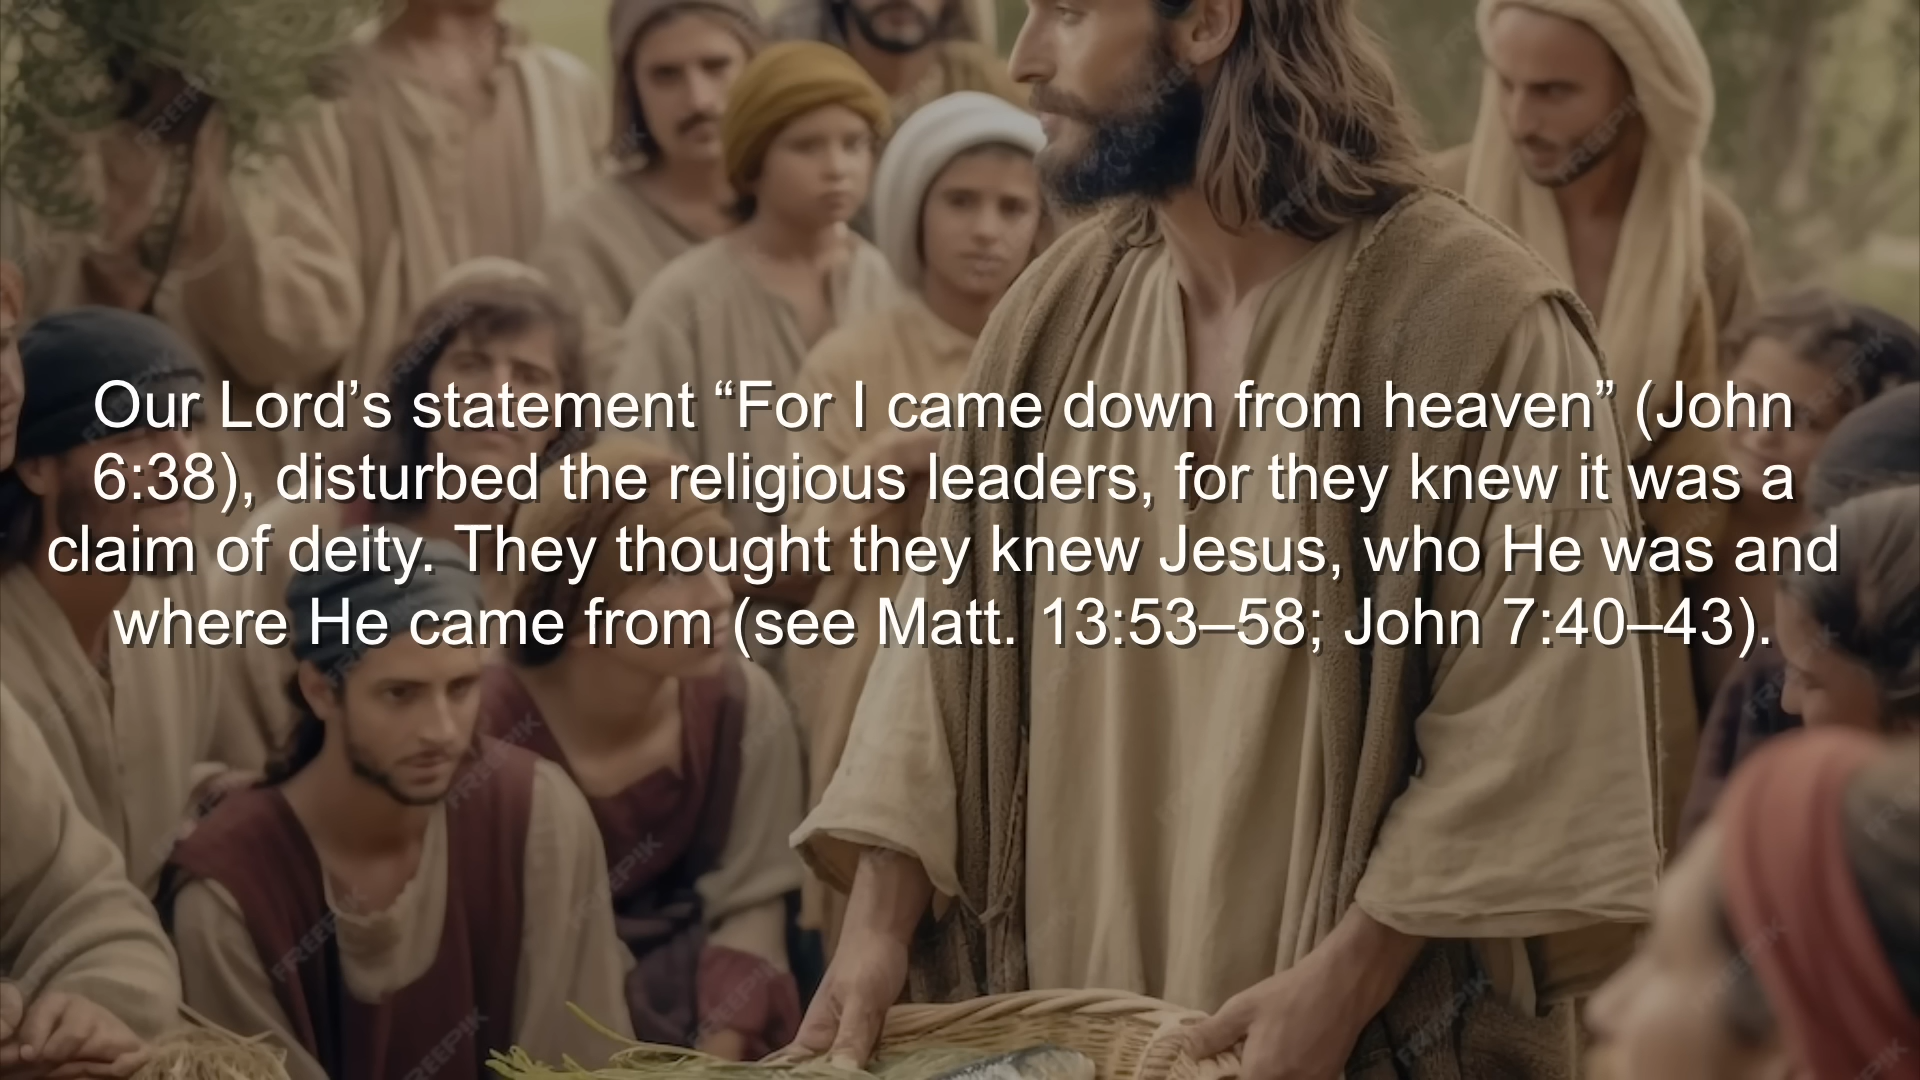 Our Lord’s statement “For I came down from heaven” (John
6:38), disturbed the religious leaders, for they knew it was a
claim of deity. They thought they knew Jesus, who He was and
where He came from (see Matt. 13:53–58; John 7:40–43).
FREEPIK